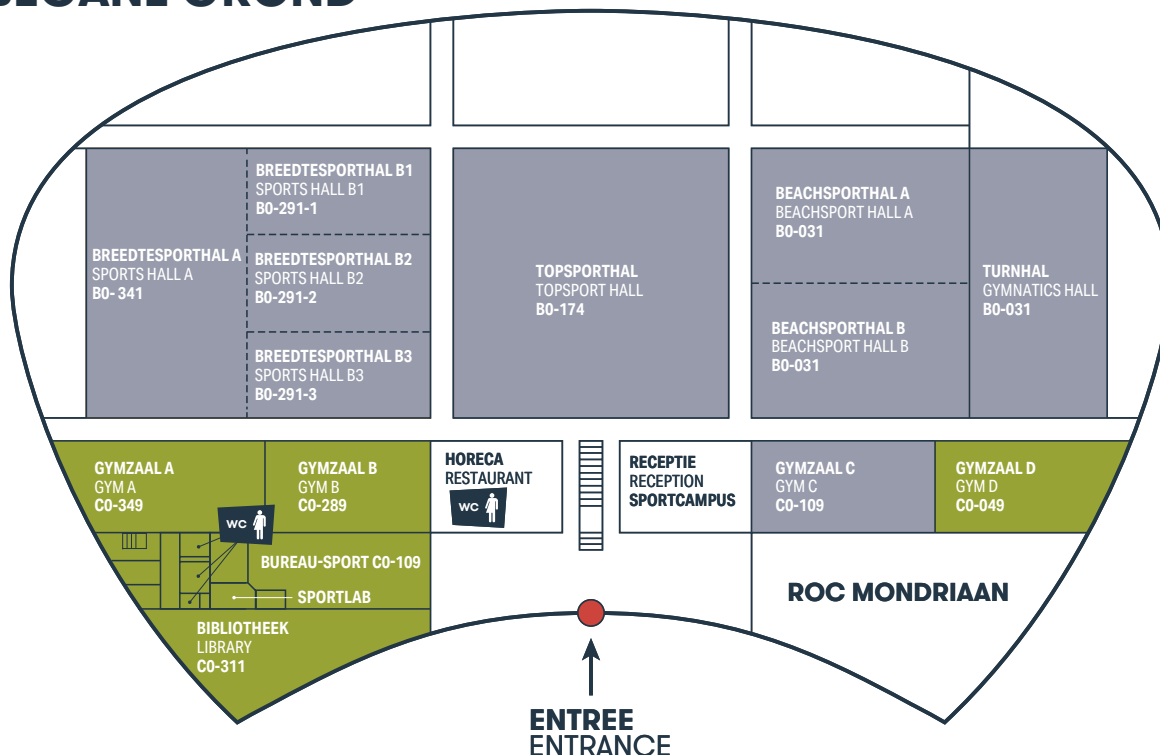 BREEDTESPORTHAL A
SPORTS HALL A
B0- 341
BREEDTESPORTHAL B1
SPORTS HALL B1
B0-291-1
BREEDTESPORTHAL B2
SPORTS HALL B2
B0-291-2
BREEDTESPORTHAL B3
SPORTS HALL B3
B0-291-3
TOPSPORTHAL
TOPSPORT HALL
B0-174
BEACHSPORTHAL A
BEACHSPORT HALL A
B0-031
BEACHSPORTHAL B
BEACHSPORT HALL B
B0-031
TURNHAL
GYMNATICS HALL
B0-031
GYMZAAL A
GYM A
C0-349
GYMZAAL B
GYM B
C0-289
HORECA
RESTAURANT
WC
RECEPTIE
RECEPTION
SPORTCAMPUS
GYMZAAL C
GYM C
C0-109
GYMZAAL D
GYM D
C0-049
WC
BUREAU-SPORT C0-109
SPORTLAB
BIBLIOTHEEK
LIBRARY
C0-311
ROC MONDRIAAN
ENTREE
ENTRANCE